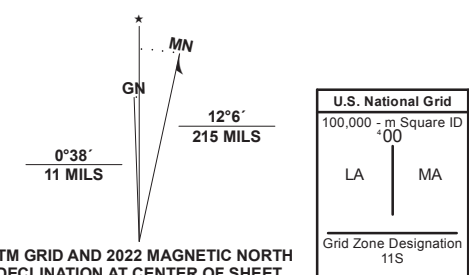 ★
MN
GN
12°6´
215 MILS
0°38´
11 MILS
TM GRID AND 2022 MAGNETIC NORTH
DECLINATION AT CENTER OF SHEET
U.S. National Grid
100,000 - m Square ID
⁴00
LA
MA
Grid Zone Designation
11S